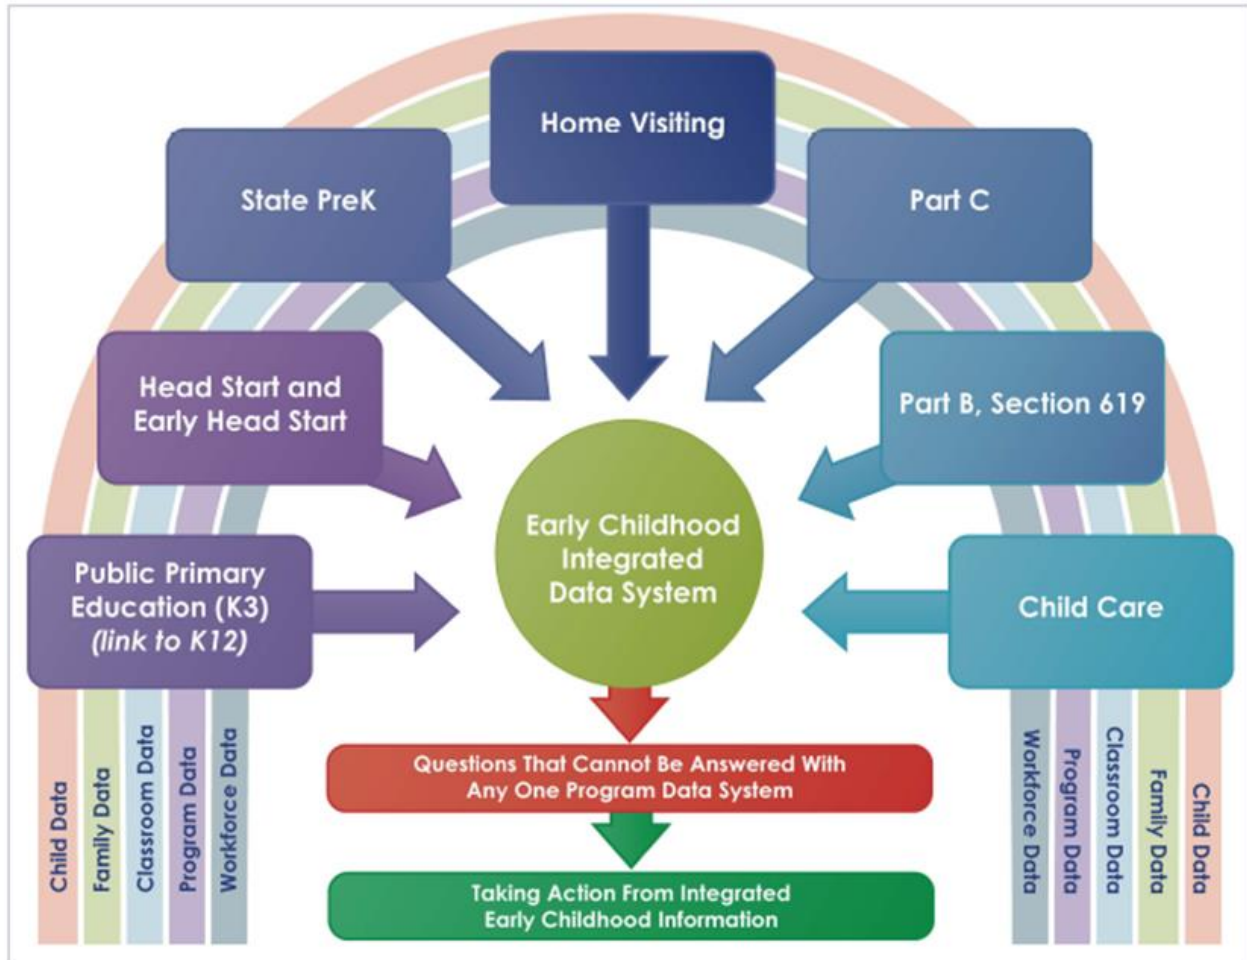 Home Visiting
State PreK
Part C
Head Start and
Early Head Start
Part B, Section 619
Public Primary
Education (K3)
(link to K12)
Early Childhood
Integrated
Data System
Child Care
Questions That Cannot Be Answered With
Any One Program Data System
Taking Action From Integrated
Early Childhood Information
Child Data
Family Data
Classroom Data
Program Data
Workforce Data
Workforce Data
Program Data
Classroom Data
Family Data
Child Data